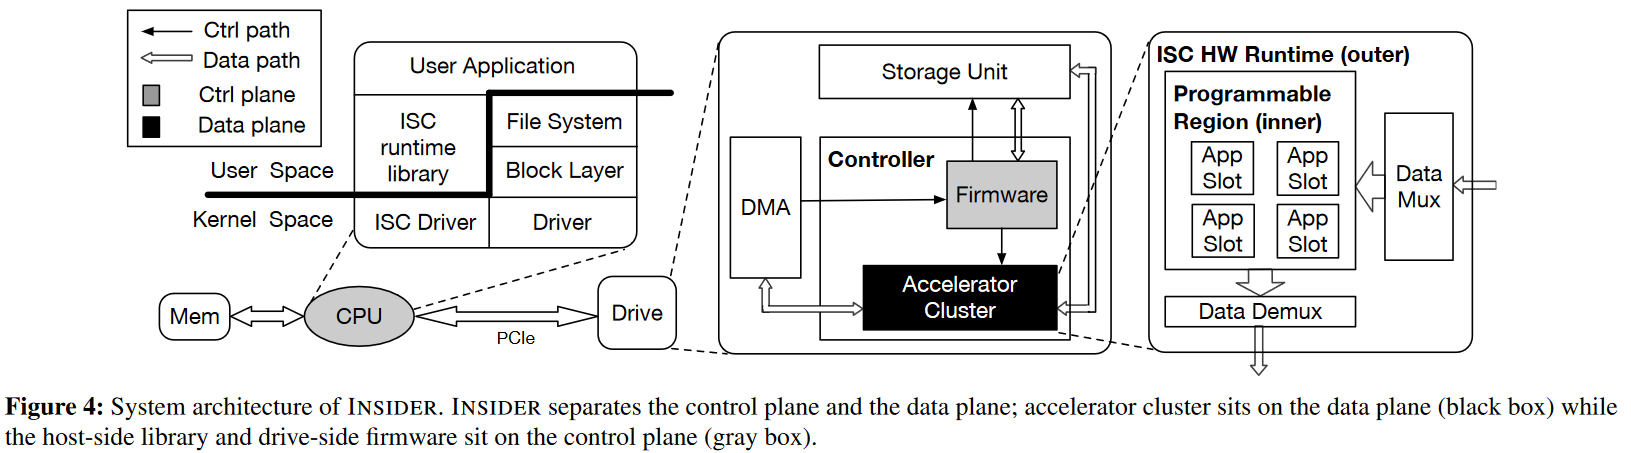 Ctrl path
Data path
Ctrl plane
Data plane
User Application
ISC
runtime
library
File System
Block Layer
User Space
Kernel Space
ISC Driver
Driver
Mem
CPU
PCIe
Drive
Storage Unit
Controller
DMA
Firmware
Accelerator
Cluster
ISC HW Runtime (outer)
Programmable
Region (inner)
App
Slot
App
Slot
App
Slot
App
Slot
Data
Mux
Data Demux
Figure 4: System architecture of INSIDER. INSIDER separates the control plane and the data plane; accelerator cluster sits on the data plane (black box) while
the host-side library and drive-side firmware sit on the control plane (gray box).